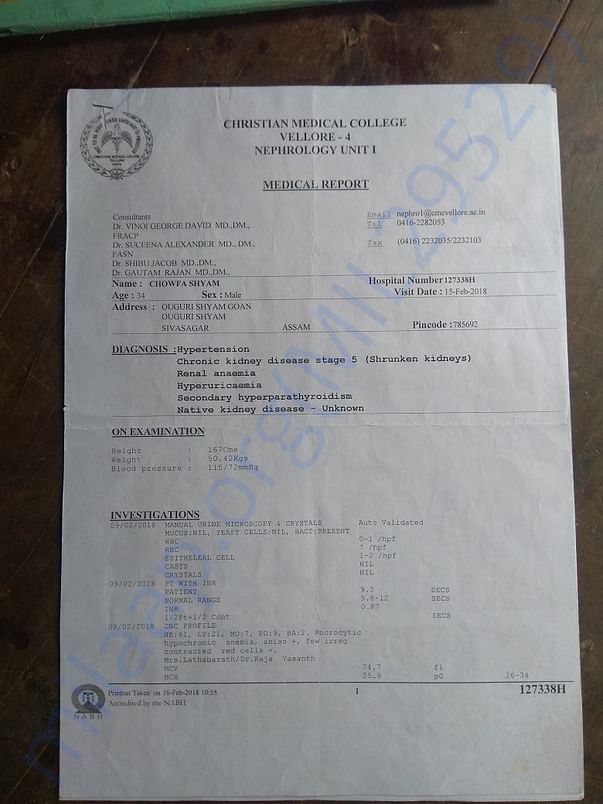 CHRISTIAN MEDICAL COLLEGE
VELLORE - 4
NEPHROLOGY UNIT I
MEDICAL REPORT
Consultants
Dr. VINOI GEORGE DAVID MD.,DM.,
FRACP
Dr. SUCEENA ALEXANDER MD., DM.,
FASN
Dr. SHIBU JACOB MD.,DM.,
Dr. GAUTAM RAJAN MD.,DM.,
Email nephro1@cmcvellore.ac.in
Tel 0416-2282053
Fax (0416) 2232035/2232103
Name : CHOWFA SHYAM Hospital Number 127338H
Age : 34 Sex : Male Visit Date : 15-Feb-2018
Address : OUGURI SHYAM GOAN
OUGURI SHYAM
SIVASAGAR ASSAM Pincode : 785692
DIAGNOSIS :Hypertension
Chronic kidney disease stage 5 (Shrunken kidneys)
Renal anaemia
Hyperuricaemia
Secondary hyperparathyroidism
Native kidney disease - Unknown
ON EXAMINATION
Height : 167Cms
Weight : 50.42Kgs
Blood pressure : 115/72mmHg
INVESTIGATIONS
09/02/2018 MANUAL URINE MICROSCOPY & CRYSTALS Auto Validated
MUCUS:NIL, YEAST CELLS:NIL, BACT:PRESENT
WBC 0-1 /hpf
RBC 7 /hpf
EPITHELEAL CELL 1-2 /hpf
CASTS NIL
CRYSTALS NIL
09/02/2018 PT WITH INR
PATIENT 9.5 SECS
NORMAL RANGE 9.8-12 SECS
INR 0.87
1/2Pt+1/2 Cont SECS
09/02/2018 CBC PROFILE
NE:61, LY:21, MO:7, EO:9, BA:2.
hypochromic anemia, aniso +, few irreg
contracted red cells +.
Mrs.Lathabarath/Dr.Raja Vasanth
MCV 74.7 fl
MCH 25.9 pG 26-34
NABH
Printout Taken on 16-Feb-2018 10:35 1 127338H
Accredited by the NABH
milaap.org(MIL295295)